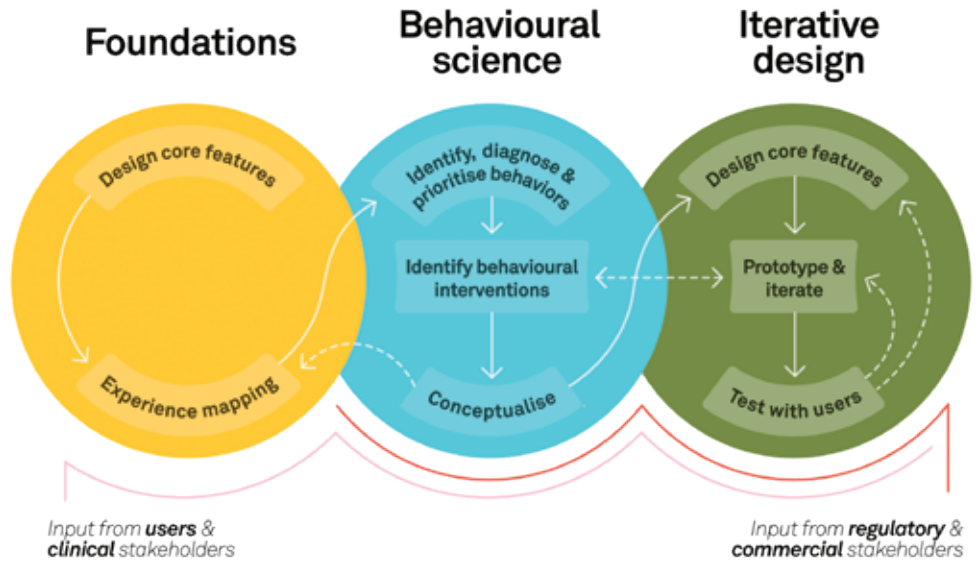 Foundations
Behavioural
science
Iterative
design
Design core features
Experience mapping
Identify, diagnose &
prioritise behaviors
Identify behavioural
interventions
Conceptualise
Design core features
Prototype &
iterate
Test with users
Input from users &
clinical stakeholders
Input from regulatory &
commercial stakeholders